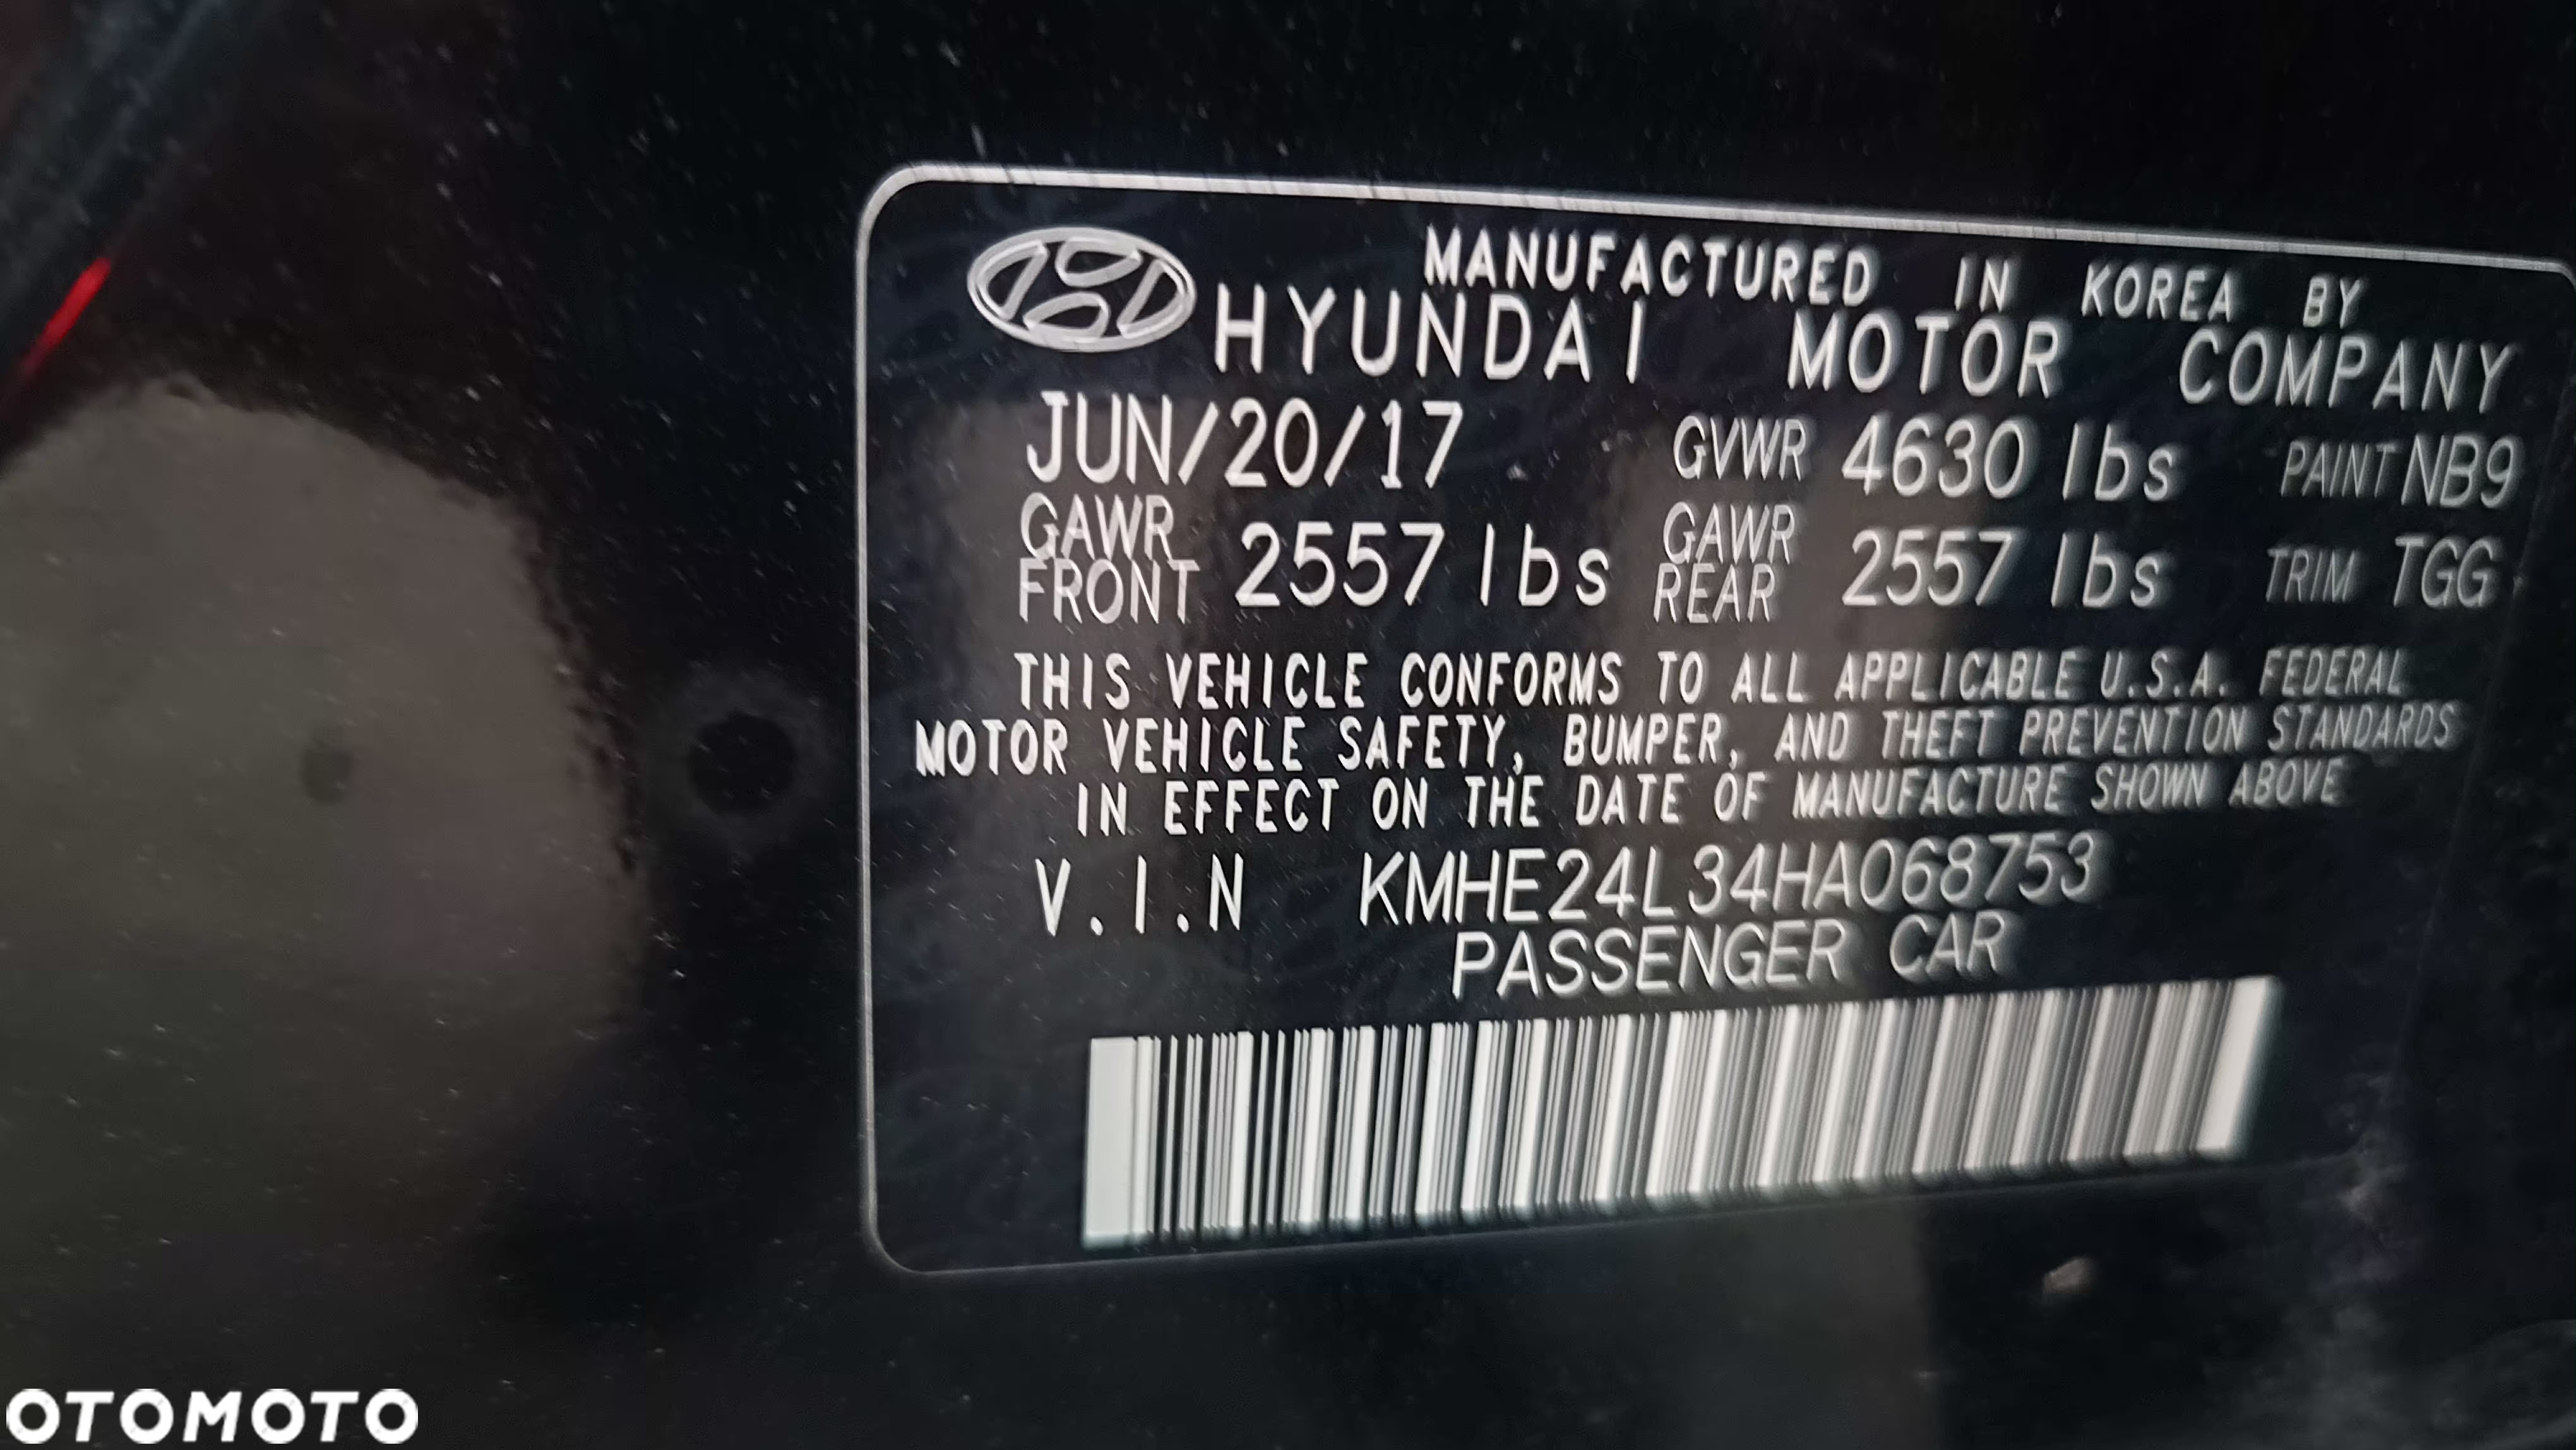 MANUFACTURED IN KOREA BY
HYUNDAI MOTOR COMPANY
JUN/20/17 GVWR 4630 lbs PAINT NB9
GAWR FRONT 2557 lbs GAWR REAR 2557 lbs TRIM TGG
THIS VEHICLE CONFORMS TO ALL APPLICABLE U.S.A. FEDERAL
MOTOR VEHICLE SAFETY, BUMPER, AND THEFT PREVENTION STANDARDS
IN EFFECT ON THE DATE OF MANUFACTURE SHOWN ABOVE
V.I.N KMHE24L34HA068753
PASSENGER CAR
OTOMOTO